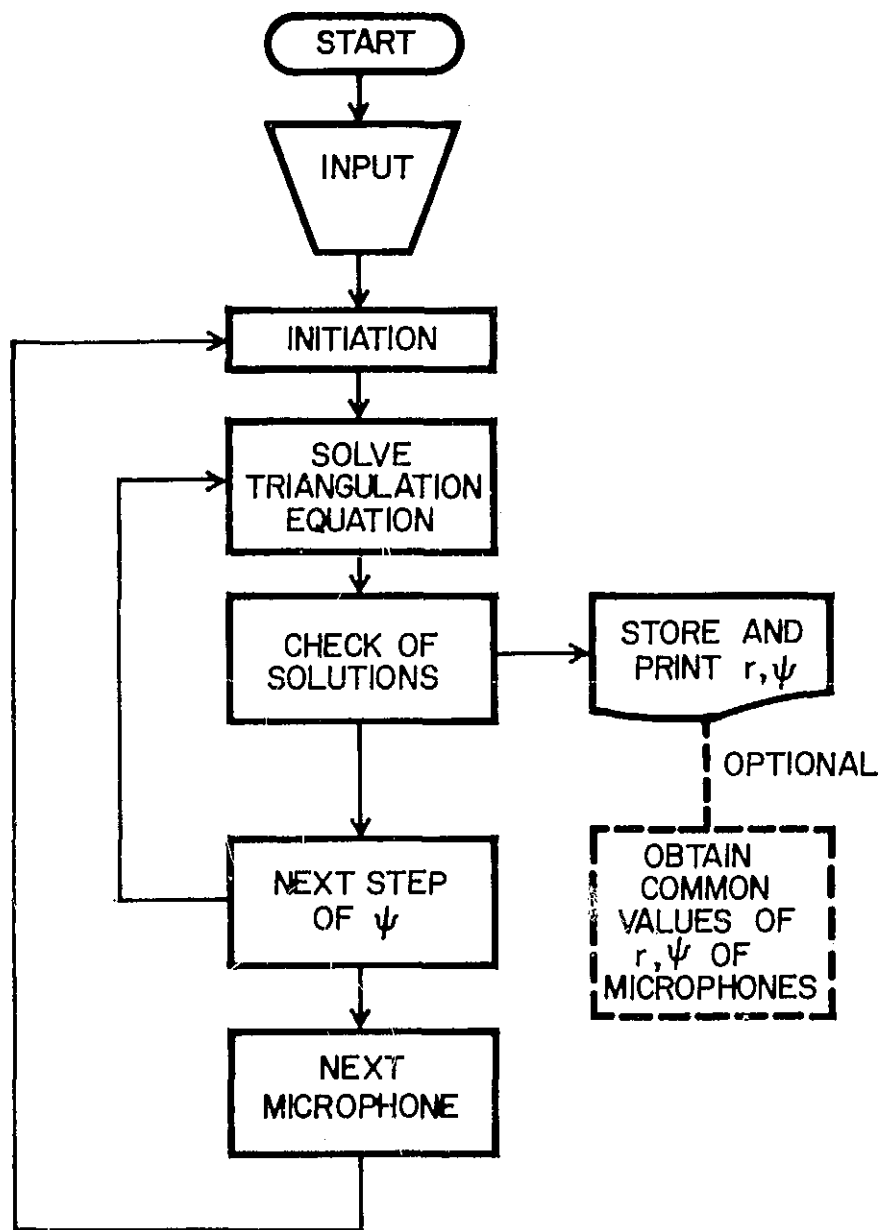 START
INPUT
INITIATION
SOLVE
TRIANGULATION
EQUATION
CHECK OF
SOLUTIONS
STORE AND
PRINT r,ψ
OPTIONAL
OBTAIN
COMMON
VALUES OF
r,ψ OF
MICROPHONES
NEXT STEP
OF ψ
NEXT
MICROPHONE